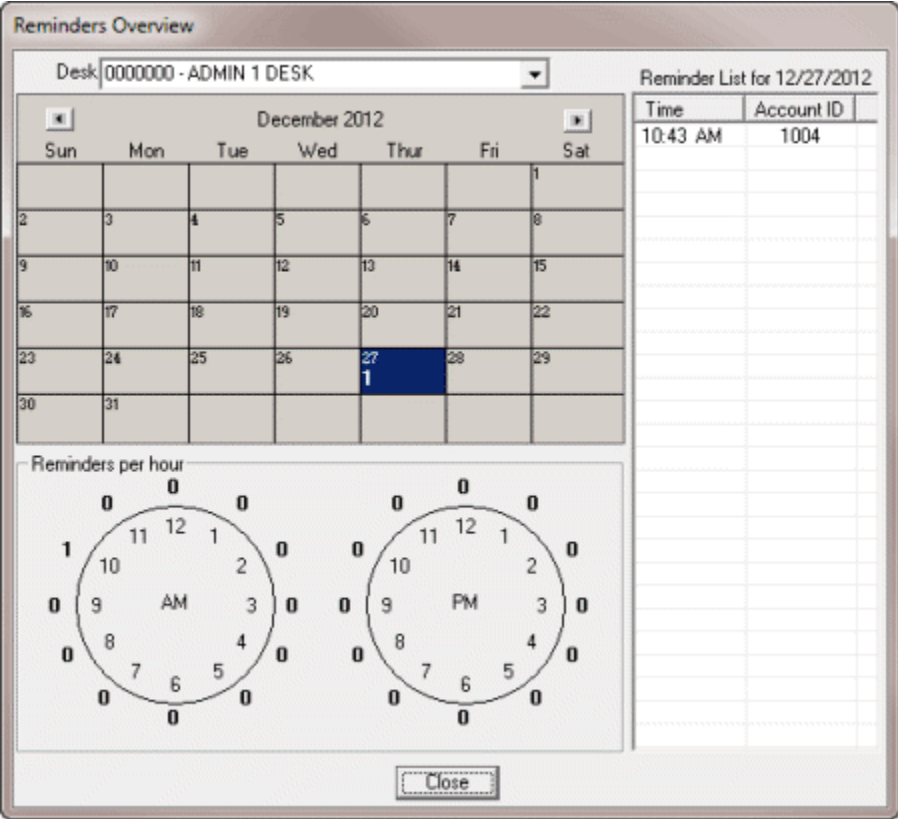 Reminders Overview
Desk 0000000 - ADMIN 1 DESK
December 2012
Sun Mon Tue Wed Thur Fri Sat
1
2 3 4 5 6 7 8
9 10 11 12 13 14 15
16 17 18 19 20 21 22
23 24 25 26 27 28 29
1
30 31
Reminder List for 12/27/2012
Time Account ID
10:43 AM 1004
Reminders per hour
0
0 0
11 12 1
1 10 2 0
0 9 AM 3 0
0 8 4 0
7 6 5
0 0
0
0
0 0
11 12 1
0 10 2 0
0 9 PM 3 0
0 8 4 0
7 6 5
0 0
0
Close